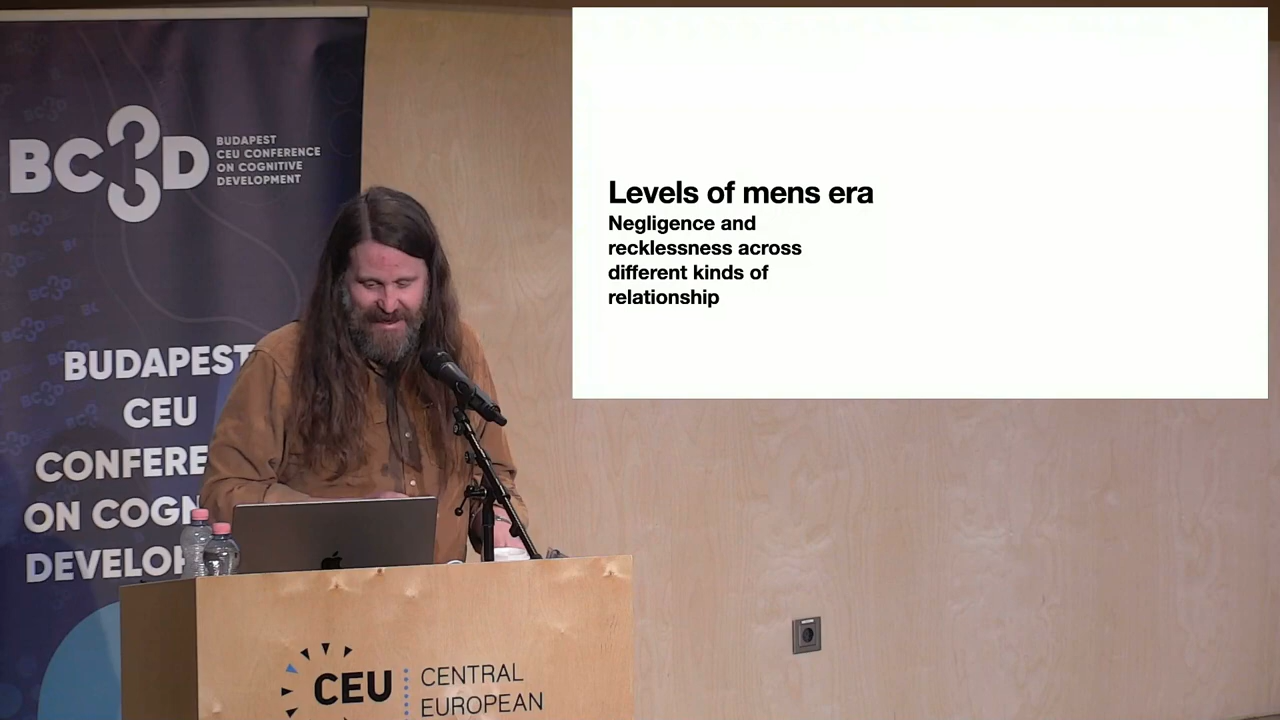 BC3D
BUDAPEST
CEU CONFERENCE
ON COGNITIVE
DEVELOPMENT
BUDAPEST
CEU
CONFERE
ON COGN
DEVELOP
Levels of mens era
Negligence and
recklessness across
different kinds of
relationship
CEU
CENTRAL
EUROPEAN